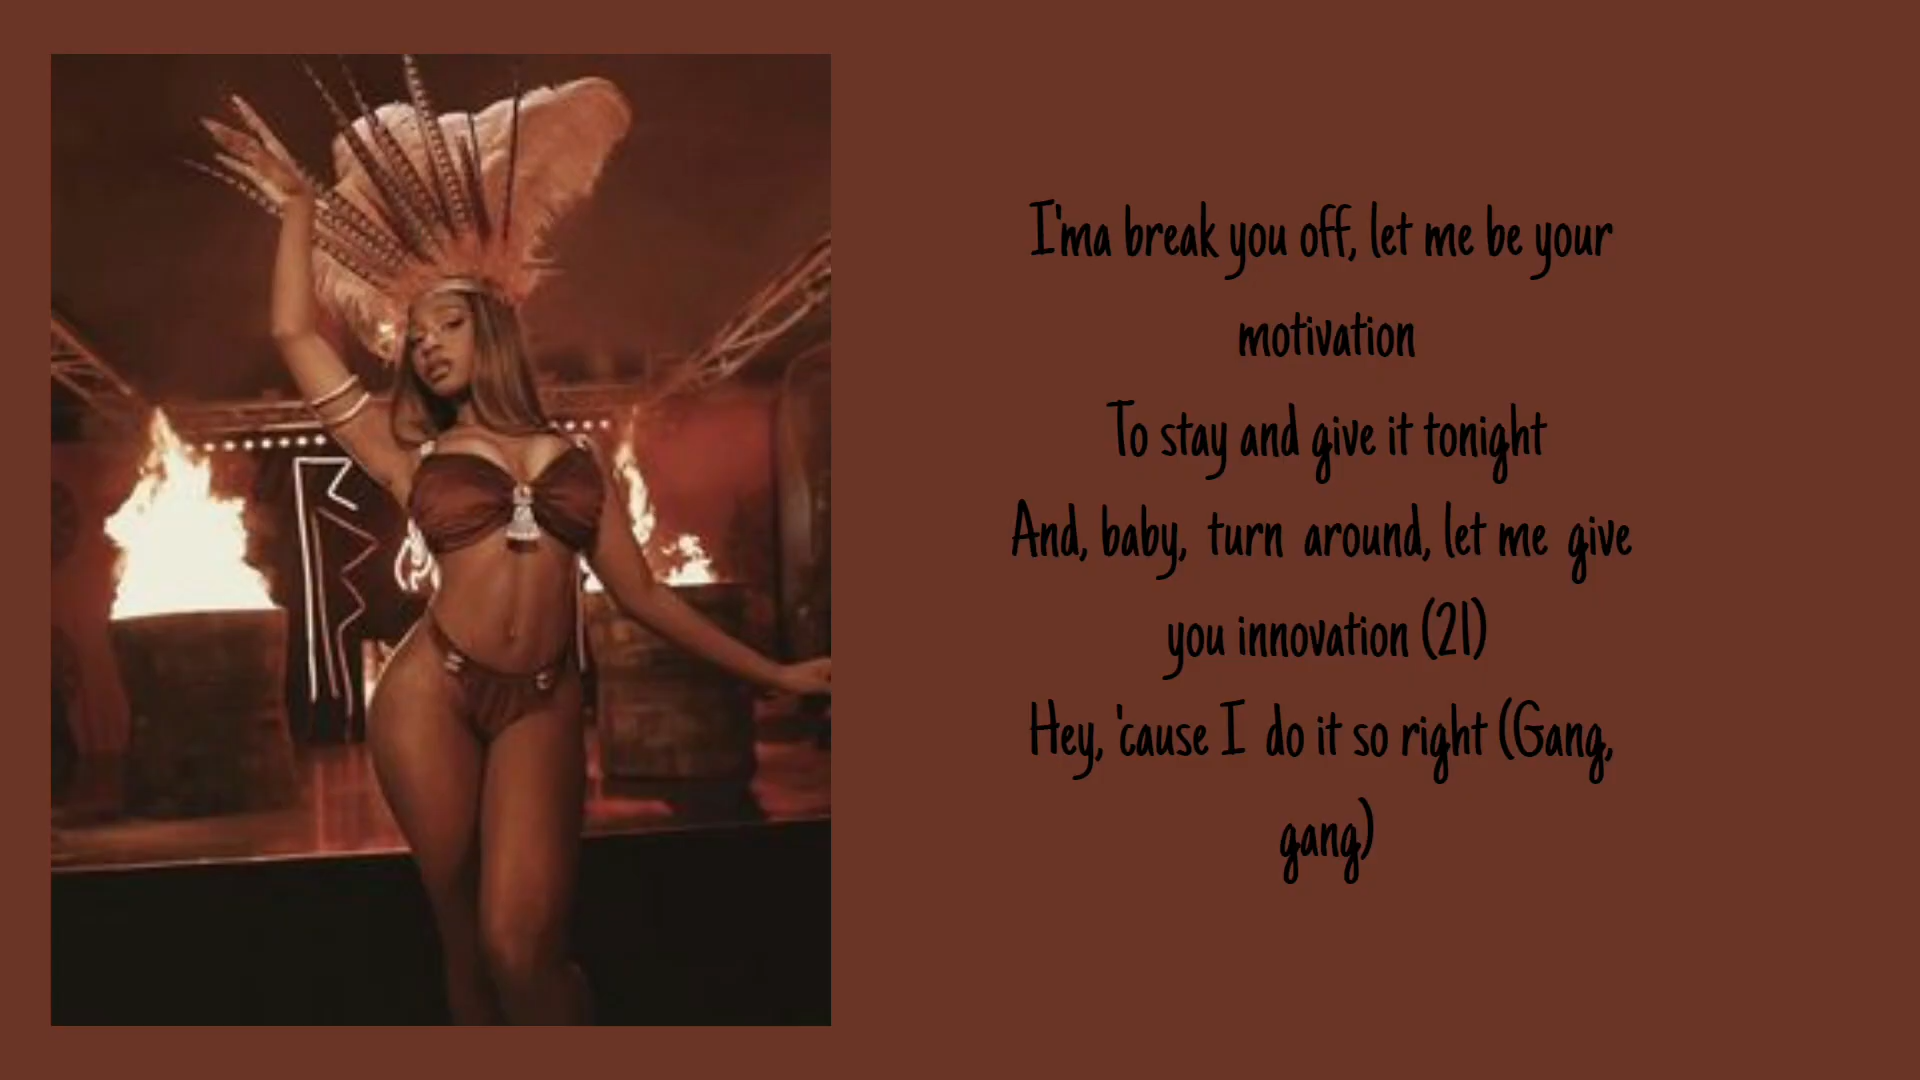 I'ma break you off, let me be your
motivation
To stay and give it tonight
And, baby, turn around, let me give
you innovation (21)
Hey, 'cause I do it so right (Gang,
gang)